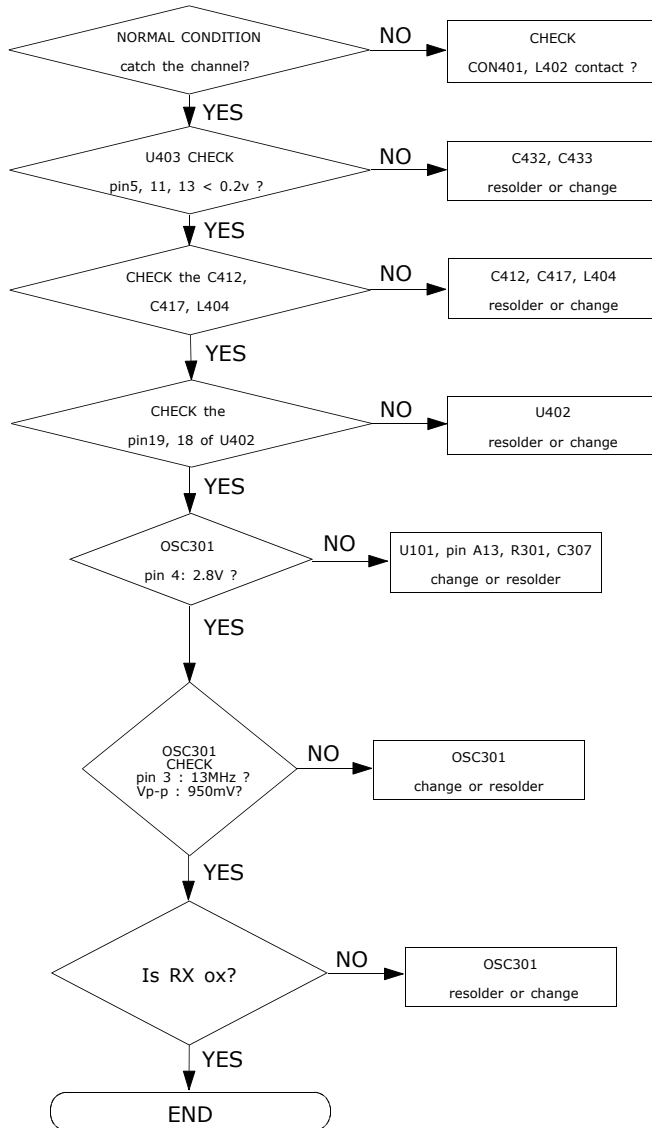 NORMAL CONDITION
catch the channel?
NO
CHECK
CON401, L402 contact ?
YES
U403 CHECK
pin5, 11, 13 < 0.2v ?
NO
C432, C433
resolder or change
YES
CHECK the C412,
C417, L404
NO
C412, C417, L404
resolder or change
YES
CHECK the
pin19, 18 of U402
NO
U402
resolder or change
YES
OSC301
pin 4: 2.8V ?
NO
U101, pin A13, R301, C307
change or resolder
YES
OSC301
CHECK
pin 3 : 13MHz ?
Vp-p : 950mV?
NO
OSC301
change or resolder
YES
Is RX ox?
NO
OSC301
resolder or change
YES
END